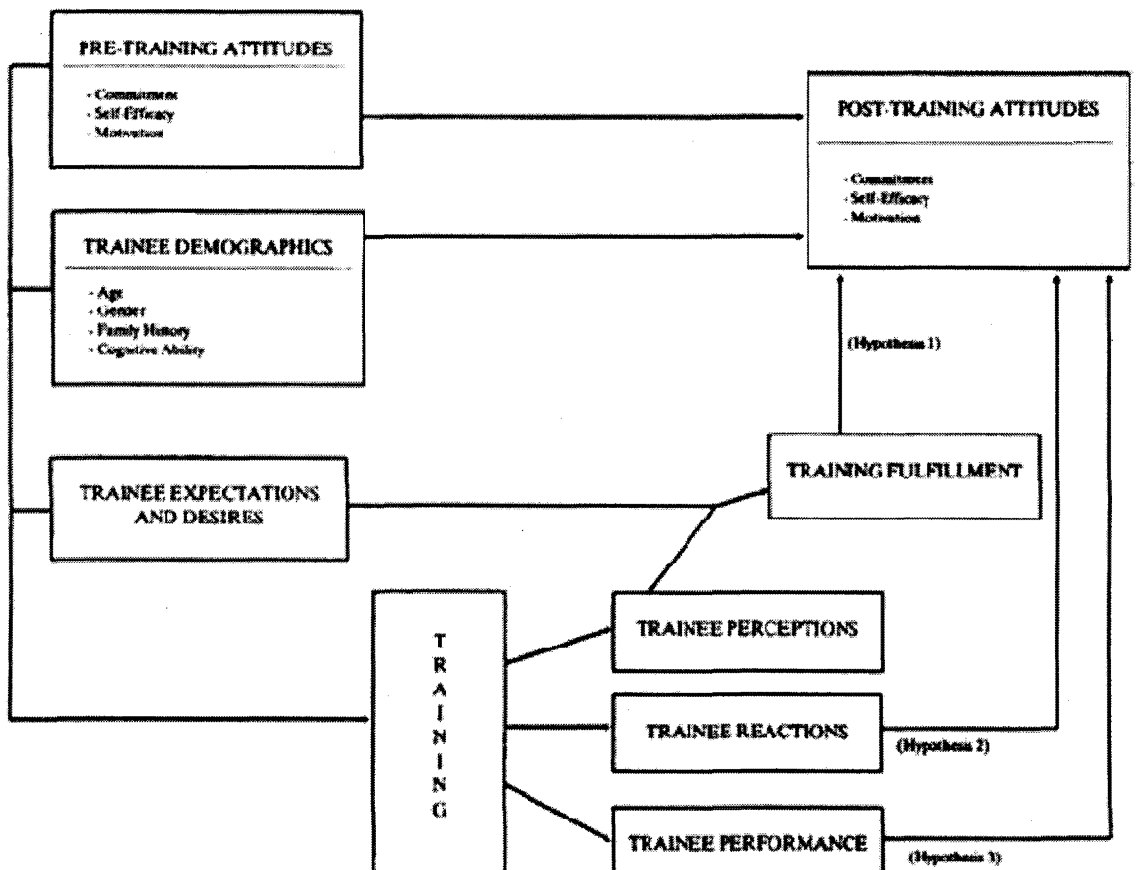 PRE-TRAINING ATTITUDES
- Commitment
- Self-Efficacy
- Motivation
POST-TRAINING ATTITUDES
- Commitment
- Self-Efficacy
- Motivation
TRAINEE DEMOGRAPHICS
- Age
- Gender
- Family History
- Cognitive Ability
(Hypothesis 1)
TRAINING FULFILLMENT
TRAINEE EXPECTATIONS
AND DESIRES
TRAINING
TRAINEE PERCEPTIONS
TRAINEE REACTIONS
(Hypothesis 2)
TRAINEE PERFORMANCE
(Hypothesis 3)